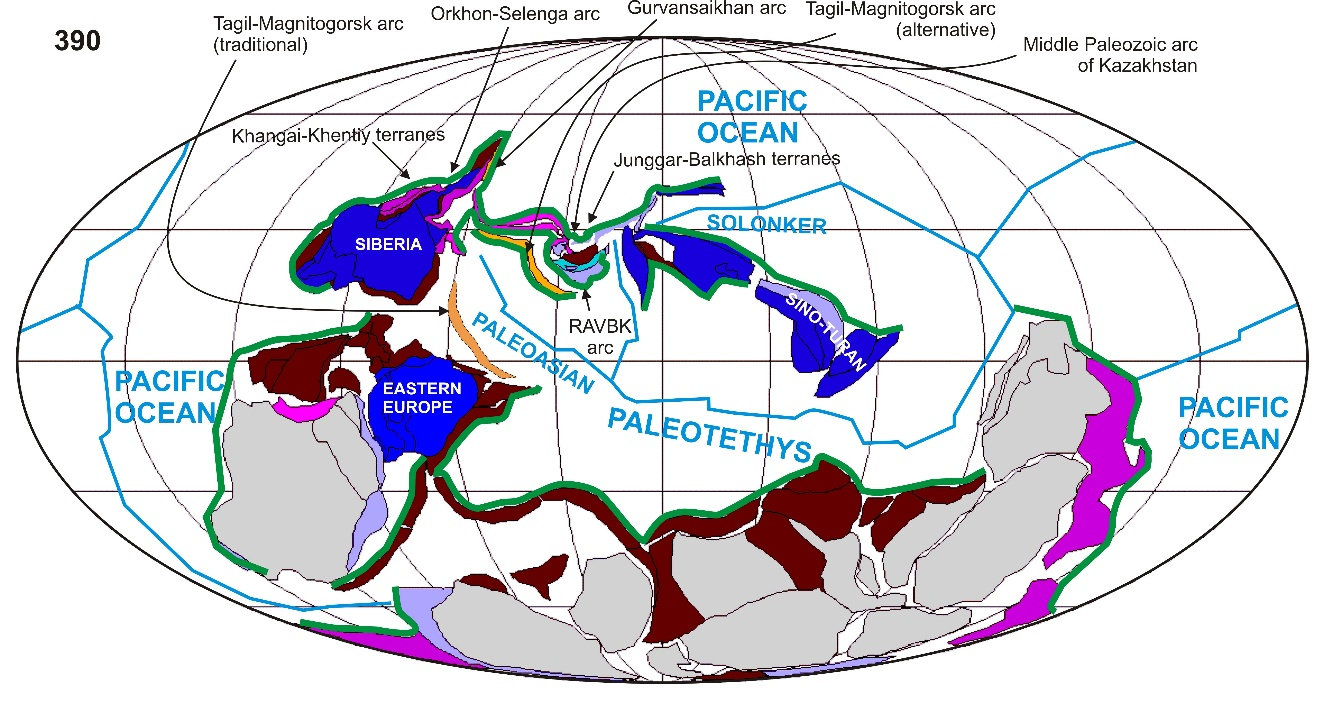 390
Tagil-Magnitogorsk arc
(traditional)
Orkhon-Selenga arc
Gurvansaikhan arc
Tagil-Magnitogorsk arc
(alternative)
Middle Paleozoic arc
of Kazakhstan
PACIFIC
OCEAN
Khangai-Khentiy terranes
Junggar-Balkhash terranes
SIBERIA
SOLONKER
SINO-TURAN
RAVBK
arc
PALEOASIAN
PACIFIC
OCEAN
EASTERN
EUROPE
PALEOTETHYS
PACIFIC
OCEAN